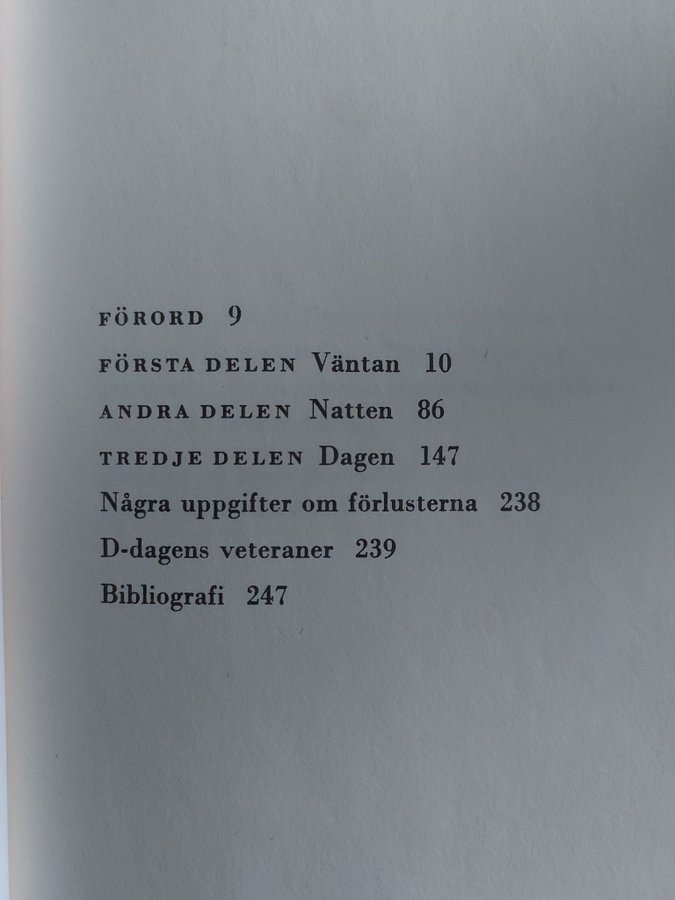 FÖRORD 9
FÖRSTA DELEN Väntan 10
ANDRA DELEN Natten 86
TREDJE DELEN Dagen 147
Några uppgifter om förlusterna 238
D-dagens veteraner 239
Bibliografi 247